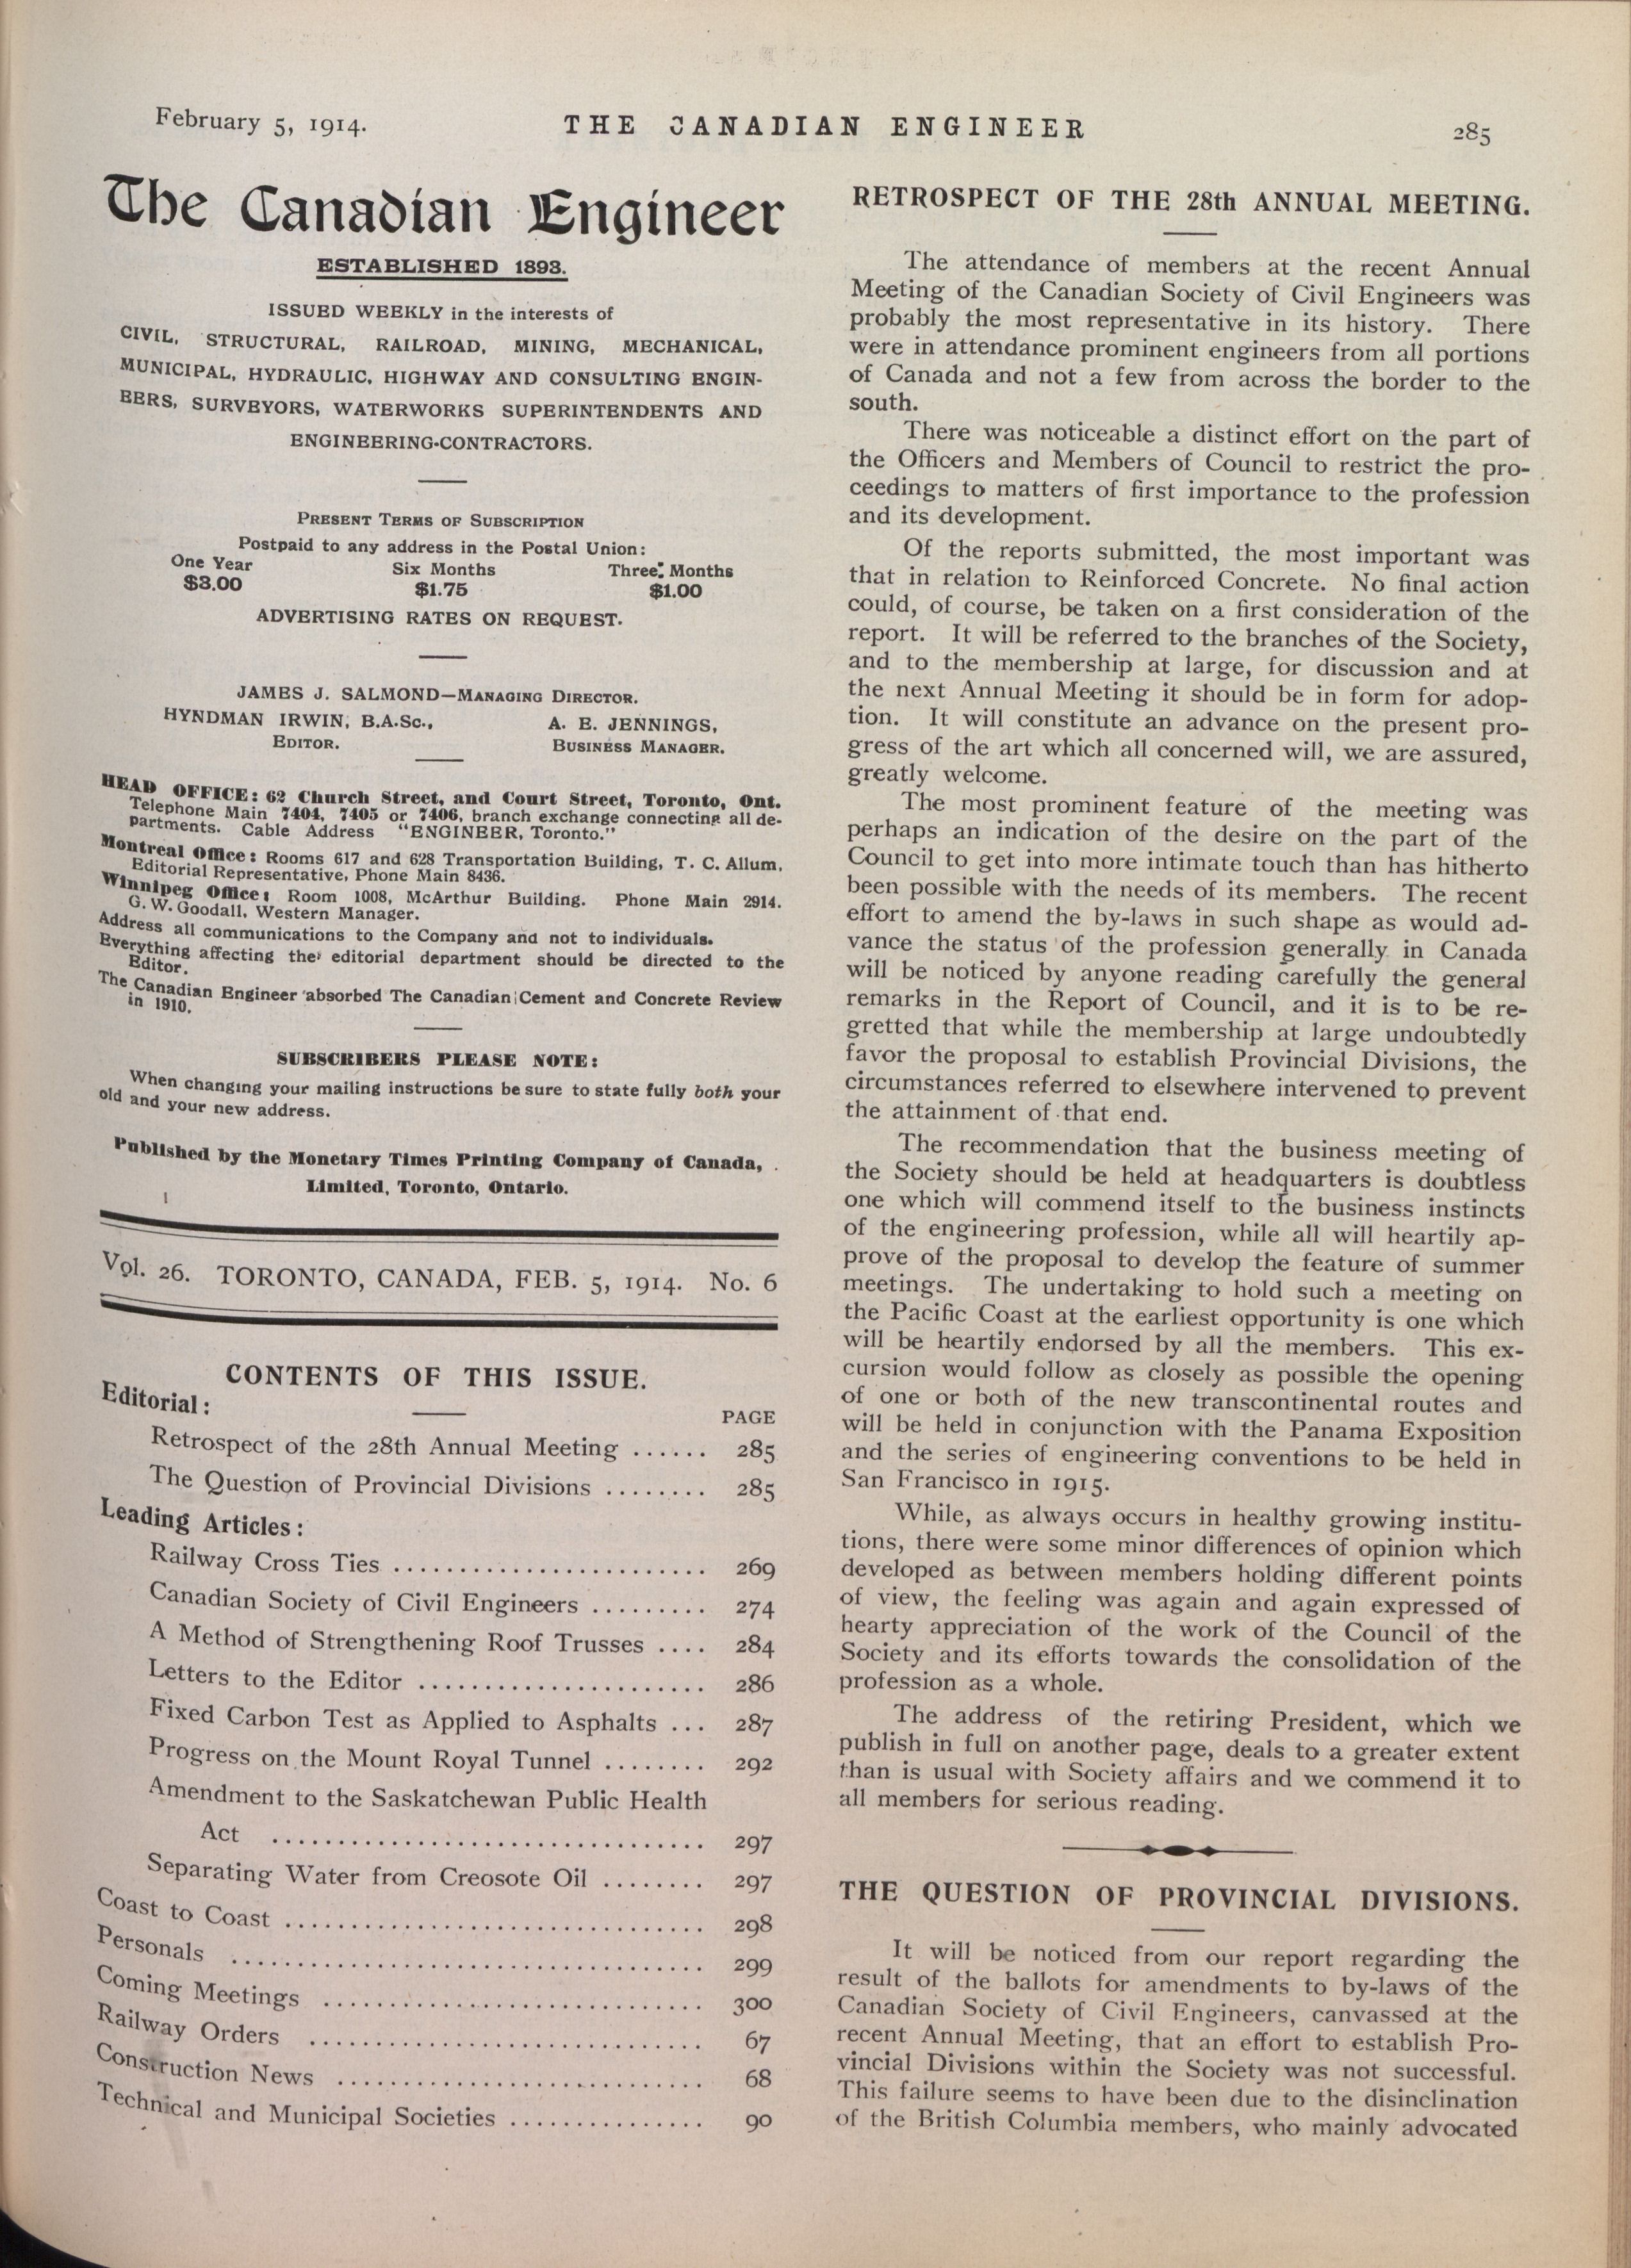 February 5, 1914.
THE CANADIAN ENGINEER
285
The Canadian Engineer
ESTABLISHED 1893.
ISSUED WEEKLY in the interests of
CIVIL, STRUCTURAL, RAILROAD, MINING, MECHANICAL,
MUNICIPAL, HYDRAULIC, HIGHWAY AND CONSULTING ENGIN-
EERS, SURVEYORS, WATERWORKS SUPERINTENDENTS AND
ENGINEERING-CONTRACTORS.
PRESENT TERMS OF SUBSCRIPTION
Postpaid to any address in the Postal Union:
One Year Six Months Three Months
$3.00 $1.75 $1.00
ADVERTISING RATES ON REQUEST.
JAMES J. SALMOND—MANAGING DIRECTOR.
HYNDMAN IRWIN, B.A.Sc., A. E. JENNINGS,
EDITOR. BUSINESS MANAGER.
HEAD OFFICE: 62 Church Street, and Court Street, Toronto, Ont.
Telephone Main 7404, 7405 or 7406, branch exchange connecting all de-
partments. Cable Address "ENGINEER, Toronto."
Montreal Office: Rooms 617 and 628 Transportation Building, T. C. Allum,
Editorial Representative, Phone Main 8436.
Winnipeg Office: Room 1008, McArthur Building. Phone Main 2914.
G. W. Goodall, Western Manager.
Address all communications to the Company and not to individuals.
Everything affecting the editorial department should be directed to the
Editor.
The Canadian Engineer absorbed The Canadian Cement and Concrete Review
in 1910.
SUBSCRIBERS PLEASE NOTE:
When changing your mailing instructions be sure to state fully both your
old and your new address.
Published by the Monetary Times Printing Company of Canada,
Limited, Toronto, Ontario.
Vol. 26. TORONTO, CANADA, FEB. 5, 1914. No. 6
CONTENTS OF THIS ISSUE.
Editorial:
PAGE
Retrospect of the 28th Annual Meeting ...... 285
The Question of Provincial Divisions ........ 285
Leading Articles:
Railway Cross Ties ........................ 269
Canadian Society of Civil Engineers ......... 274
A Method of Strengthening Roof Trusses .... 284
Letters to the Editor ...................... 286
Fixed Carbon Test as Applied to Asphalts ... 287
Progress on the Mount Royal Tunnel ........ 292
Amendment to the Saskatchewan Public Health
Act ................................. 297
Separating Water from Creosote Oil ........ 297
Coast to Coast ................................ 298
Personals .................................... 299
Coming Meetings ............................. 300
Railway Orders .............................. 67
Construction News ............................ 68
Technical and Municipal Societies ............... 90
RETROSPECT OF THE 28th ANNUAL MEETING.
The attendance of members at the recent Annual
Meeting of the Canadian Society of Civil Engineers was
probably the most representative in its history. There
were in attendance prominent engineers from all portions
of Canada and not a few from across the border to the
south.
There was noticeable a distinct effort on the part of
the Officers and Members of Council to restrict the pro-
ceedings to matters of first importance to the profession
and its development.
Of the reports submitted, the most important was
that in relation to Reinforced Concrete. No final action
could, of course, be taken on a first consideration of the
report. It will be referred to the branches of the Society,
and to the membership at large, for discussion and at
the next Annual Meeting it should be in form for adop-
tion. It will constitute an advance on the present pro-
gress of the art which all concerned will, we are assured,
greatly welcome.
The most prominent feature of the meeting was
perhaps an indication of the desire on the part of the
Council to get into more intimate touch than has hitherto
been possible with the needs of its members. The recent
effort to amend the by-laws in such shape as would ad-
vance the status of the profession generally in Canada
will be noticed by anyone reading carefully the general
remarks in the Report of Council, and it is to be re-
gretted that while the membership at large undoubtedly
favor the proposal to establish Provincial Divisions, the
circumstances referred to elsewhere intervened to prevent
the attainment of that end.
The recommendation that the business meeting of
the Society should be held at headquarters is doubtless
one which will commend itself to the business instincts
of the engineering profession, while all will heartily ap-
prove of the proposal to develop the feature of summer
meetings. The undertaking to hold such a meeting on
the Pacific Coast at the earliest opportunity is one which
will be heartily endorsed by all the members. This ex-
cursion would follow as closely as possible the opening
of one or both of the new transcontinental routes and
will be held in conjunction with the Panama Exposition
and the series of engineering conventions to be held in
San Francisco in 1915.
While, as always occurs in healthy growing institu-
tions, there were some minor differences of opinion which
developed as between members holding different points
of view, the feeling was again and again expressed of
hearty appreciation of the work of the Council of the
Society and its efforts towards the consolidation of the
profession as a whole.
The address of the retiring President, which we
publish in full on another page, deals to a greater extent
than is usual with Society affairs and we commend it to
all members for serious reading.
THE QUESTION OF PROVINCIAL DIVISIONS.
It will be noticed from our report regarding the
result of the ballots for amendments to by-laws of the
Canadian Society of Civil Engineers, canvassed at the
recent Annual Meeting, that an effort to establish Pro-
vincial Divisions within the Society was not successful.
This failure seems to have been due to the disinclination
of the British Columbia members, who mainly advocated